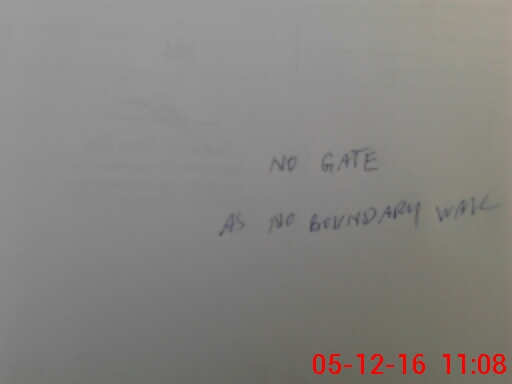 NO GATE
AS NO BOUNDARY WALL
05-12-16 11:08